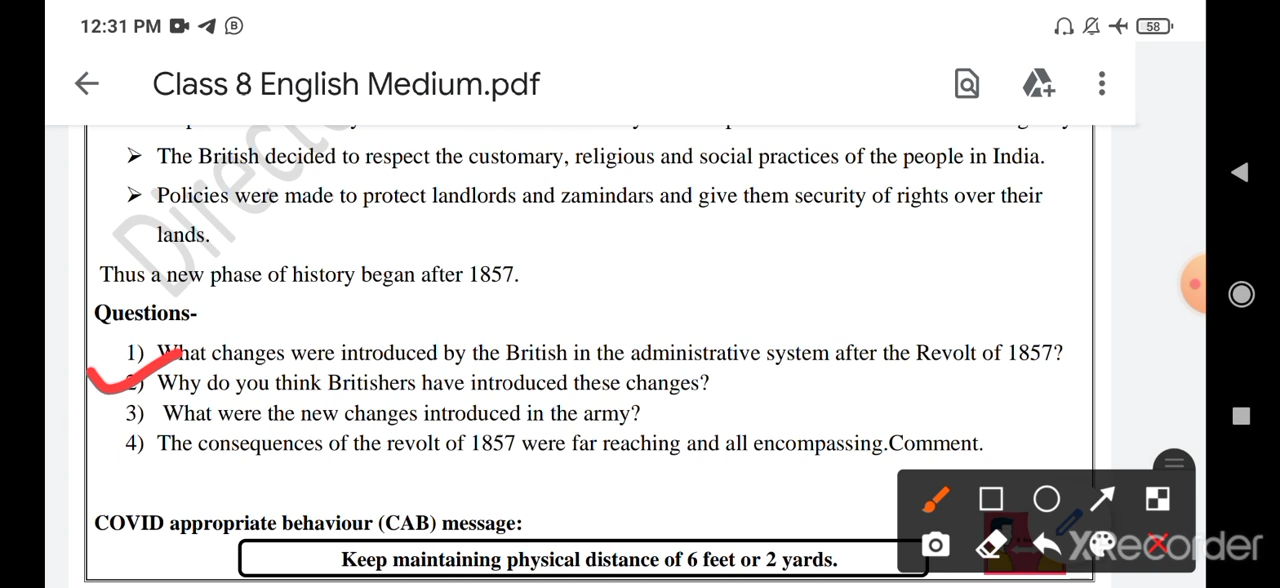 12:31 PM
58
Class 8 English Medium.pdf
➢ The British decided to respect the customary, religious and social practices of the people in India.
➢ Policies were made to protect landlords and zamindars and give them security of rights over their
lands.
Thus a new phase of history began after 1857.
Questions-
1) What changes were introduced by the British in the administrative system after the Revolt of 1857?
2) Why do you think Britishers have introduced these changes?
3) What were the new changes introduced in the army?
4) The consequences of the revolt of 1857 were far reaching and all encompassing.Comment.
COVID appropriate behaviour (CAB) message:
Keep maintaining physical distance of 6 feet or 2 yards.
XRecorder